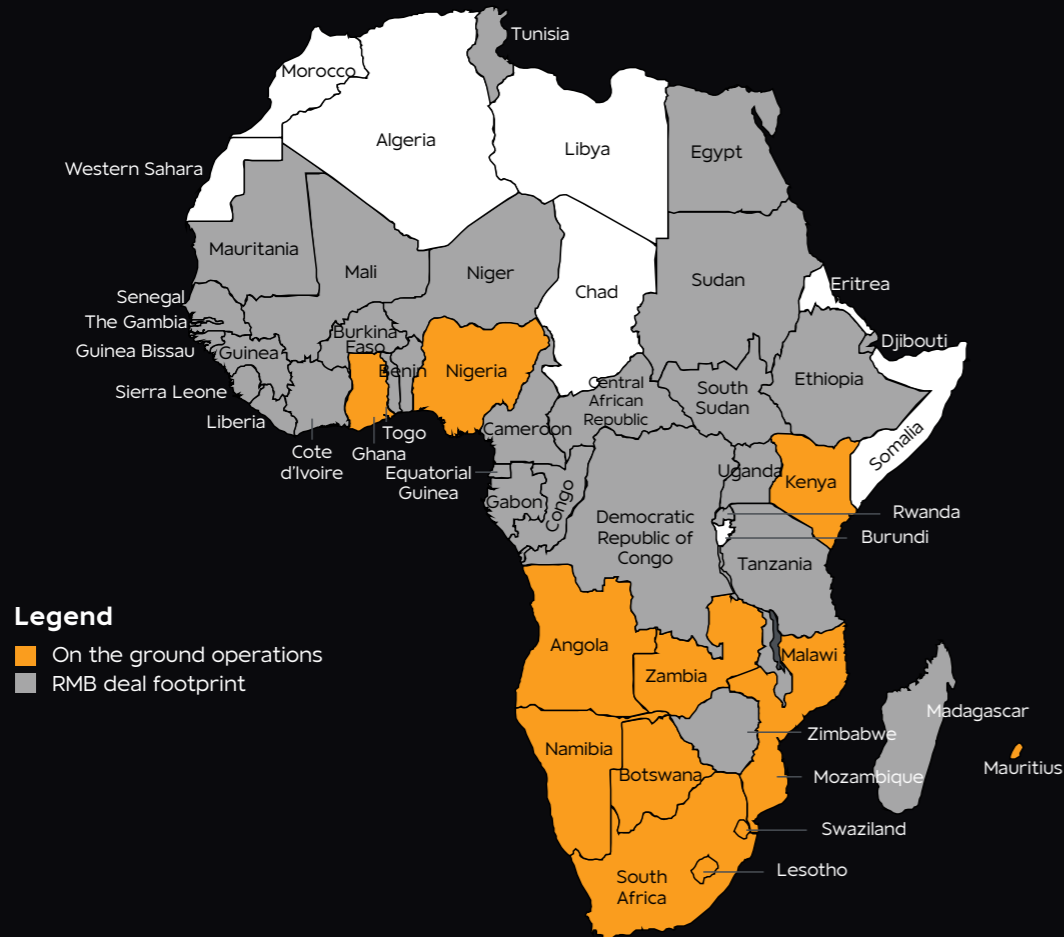 Tunisia
Morocco
Algeria
Libya
Egypt
Western Sahara
Mauritania
Mali
Niger
Chad
Sudan
Eritrea
Senegal
The Gambia
Guinea Bissau
Guinea
Burkina
Faso
Benin
Nigeria
Djibouti
Sierra Leone
Liberia
Cote
d'Ivoire
Ghana
Togo
Central
African
Republic
South
Sudan
Ethiopia
Cameroon
Somalia
Equatorial
Guinea
Gabon
Congo
Uganda
Kenya
Democratic
Republic of
Congo
Rwanda
Burundi
Tanzania
Legend
On the ground operations
RMB deal footprint
Angola
Zambia
Malawi
Madagascar
Mauritius
Zimbabwe
Namibia
Botswana
Mozambique
Swaziland
Lesotho
South
Africa